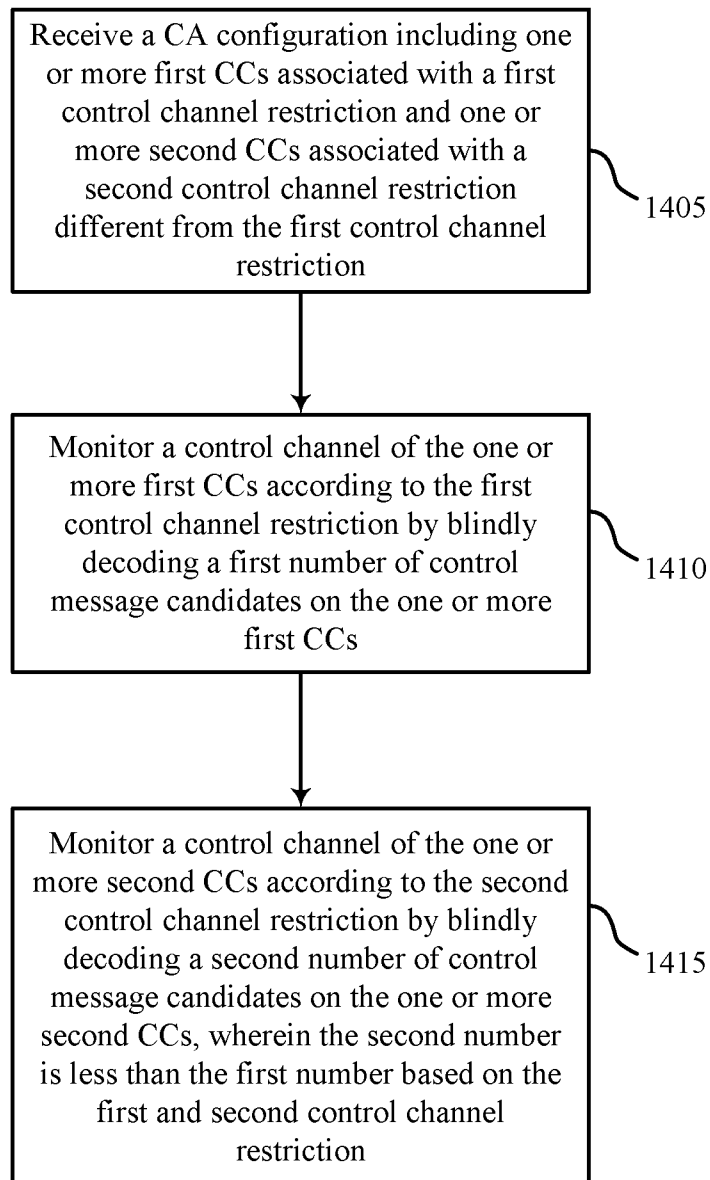 Receive a CA configuration including one
or more first CCs associated with a first
control channel restriction and one or
more second CCs associated with a
second control channel restriction
different from the first control channel
restriction
1405
Monitor a control channel of the one or
more first CCs according to the first
control channel restriction by blindly
decoding a first number of control
message candidates on the one or more
first CCs
1410
Monitor a control channel of the one or
more second CCs according to the second
control channel restriction by blindly
decoding a second number of control
message candidates on the one or more
second CCs, wherein the second number
is less than the first number based on the
first and second control channel
restriction
1415